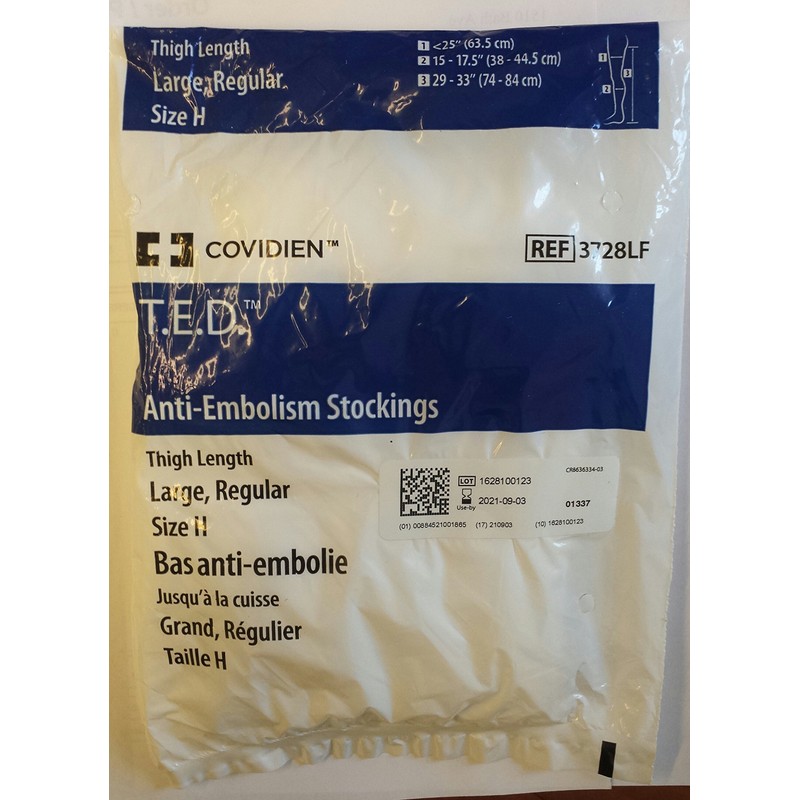 Thigh Length
Large, Regular
Size H
1 <25" (63.5 cm)
2 15 - 17.5" (38 - 44.5 cm)
3 29 - 33" (74 - 84 cm)
1
3
2
COVIDIEN™
REF 3728LF
T.E.D.™
Anti-Embolism Stockings
Thigh Length
Large, Regular
Size H
Bas anti-embolie
Jusqu'à la cuisse
Grand, Régulier
Taille H
CR8636334-03
LOT 1628100123
Use-by 2021-09-03
01337
(01) 00884521001865 (17) 210903 (10) 1628100123